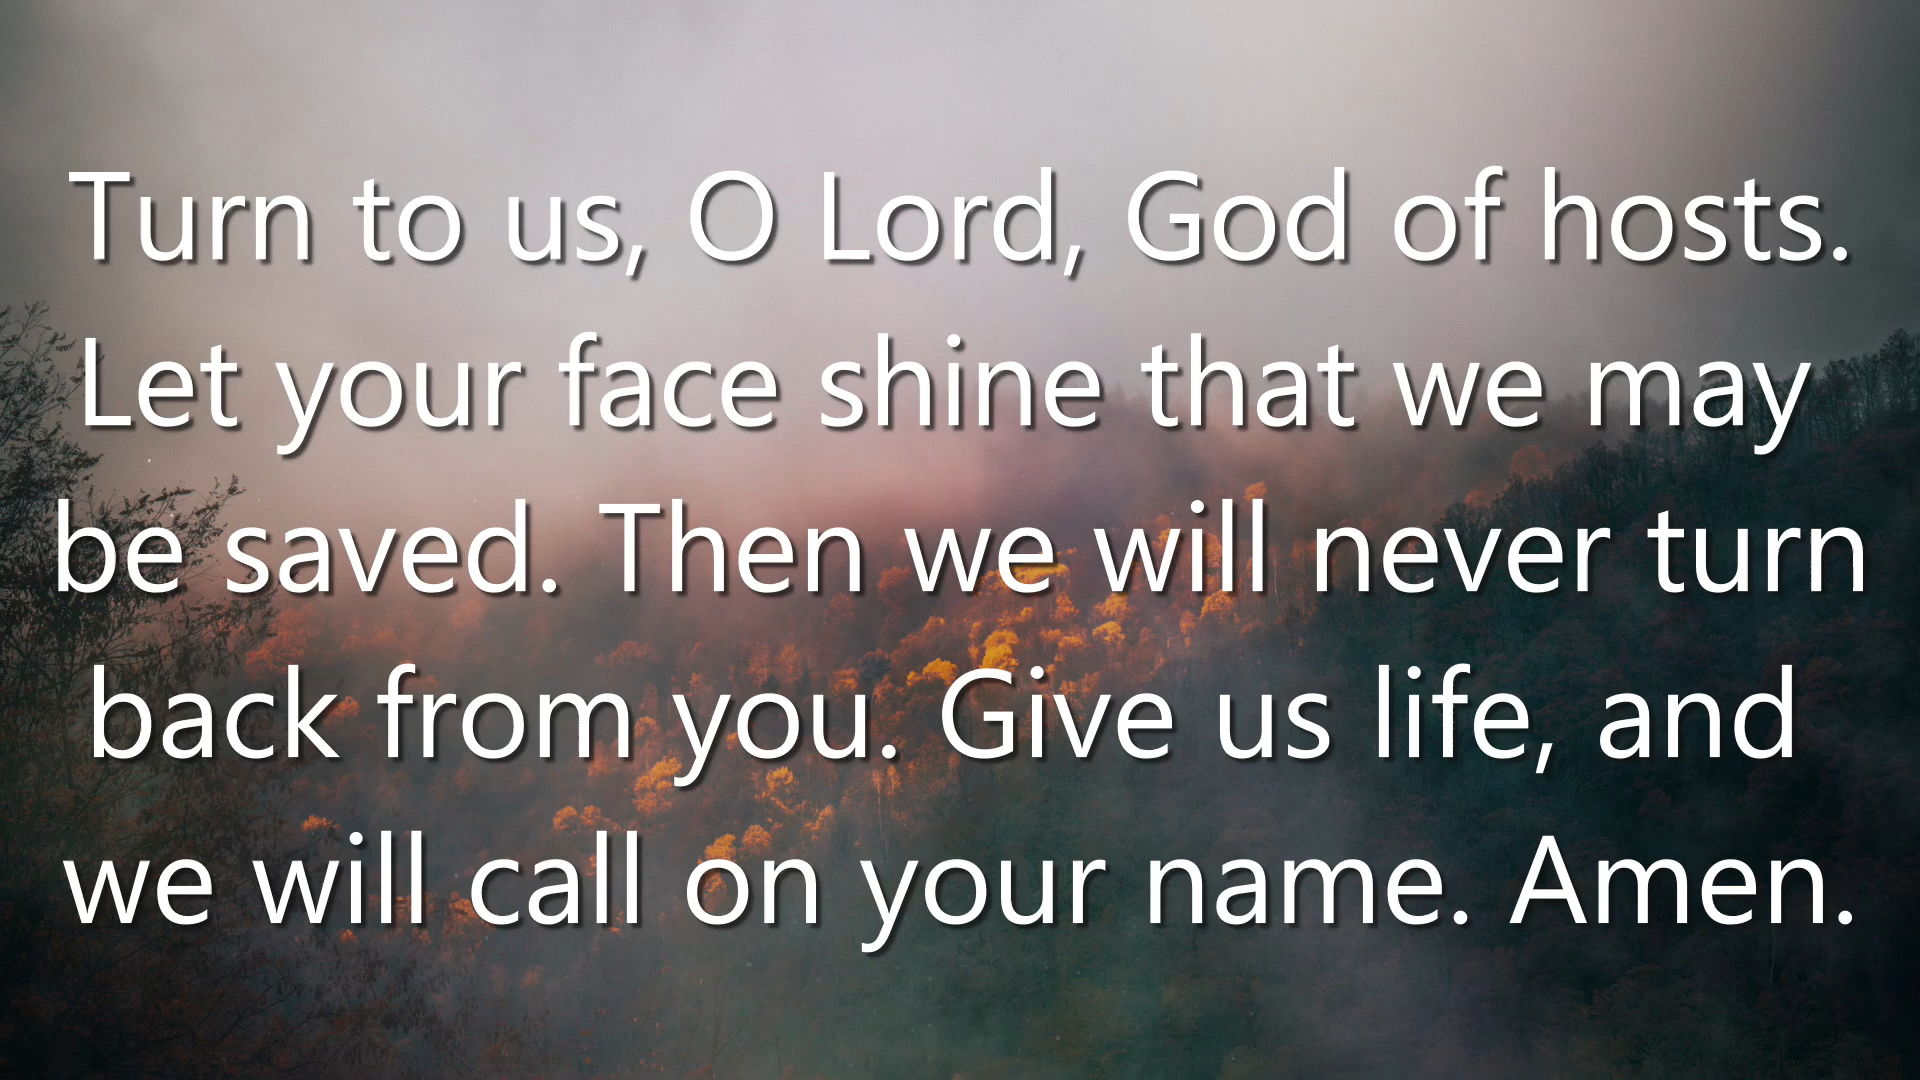 Turn to us, O Lord, God of hosts.
Let your face shine that we may
be saved. Then we will never turn
back from you. Give us life, and
we will call on your name. Amen.